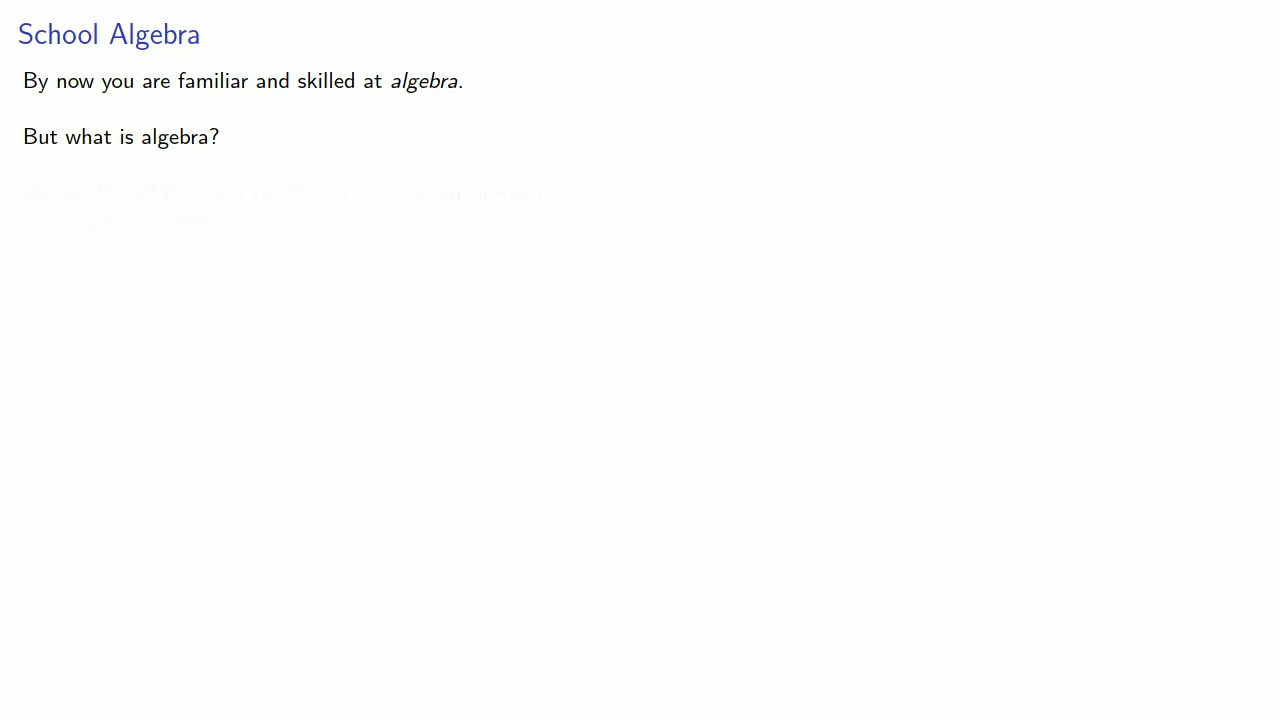 School Algebra
By now you are familiar and skilled at algebra.
But what is algebra?